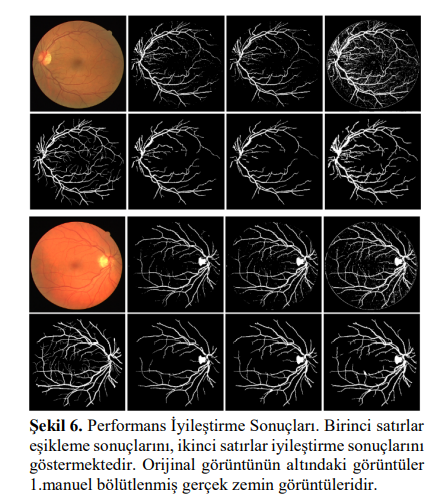 Şekil 6. Performans İyileştirme Sonuçları. Birinci satırlar
eşikleme sonuçlarını, ikinci satırlar iyileştirme sonuçlarını
göstermektedir. Orijinal görüntünün altındaki görüntüler
1.manuel bölütlenmiş gerçek zemin görüntüleridir.